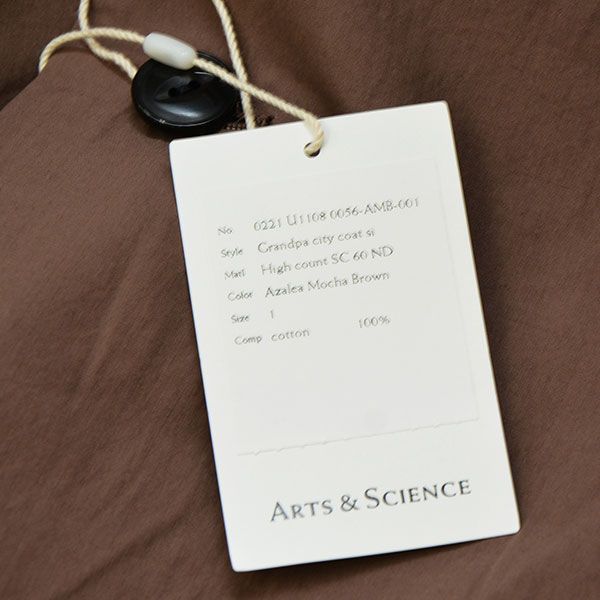 No. 0221 U1108 0056-AMB-001
Style Grandpa city coat si
Matl High count SC 60 ND
Color Azalea Mocha Brown
Size 1
Comp cotton 100%
ARTS & SCIENCE